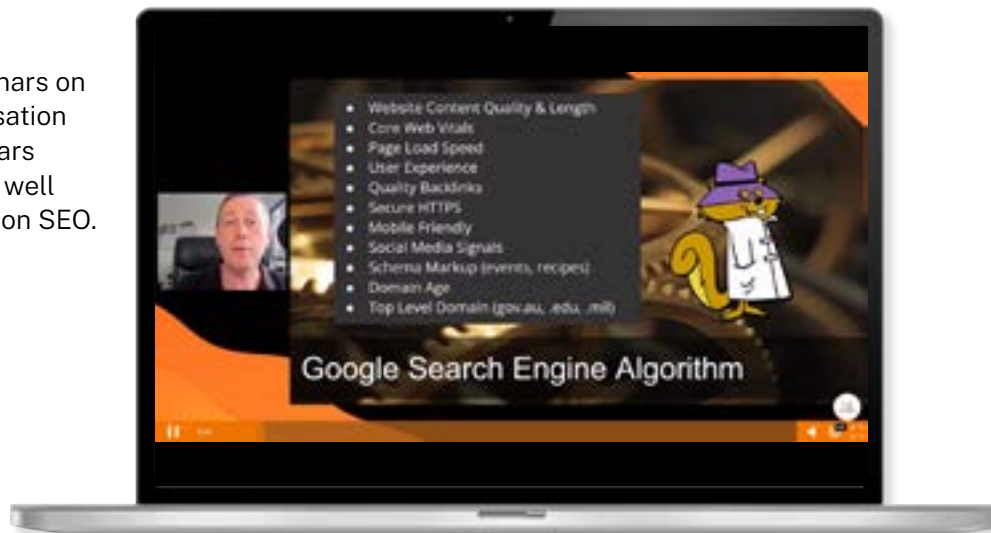 nars on
sation
ars
well
on SEO.
• Website Content Quality & Length
• Core Web Vitals
• Page Load Speed
• User Experience
• Quality Backlinks
• Secure HTTPS
• Mobile Friendly
• Social Media Signals
• Schema Markup (events, recipes)
• Domain Age
• Top Level Domain (gov.au, .edu, .mil)
Google Search Engine Algorithm